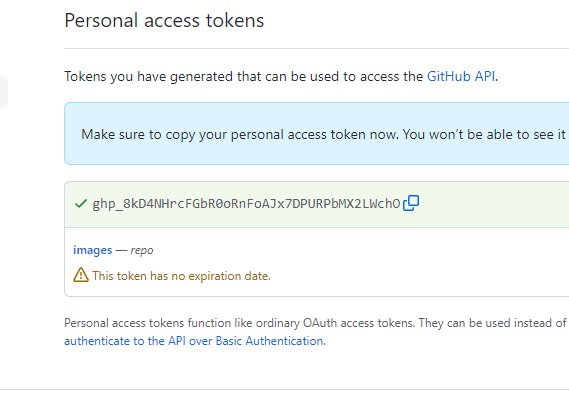 Personal access tokens
Tokens you have generated that can be used to access the GitHub API.
Make sure to copy your personal access token now. You won't be able to see it
images — repo
This token has no expiration date.
Personal access tokens function like ordinary OAuth access tokens. They can be used instead of
authenticate to the API over Basic Authentication.